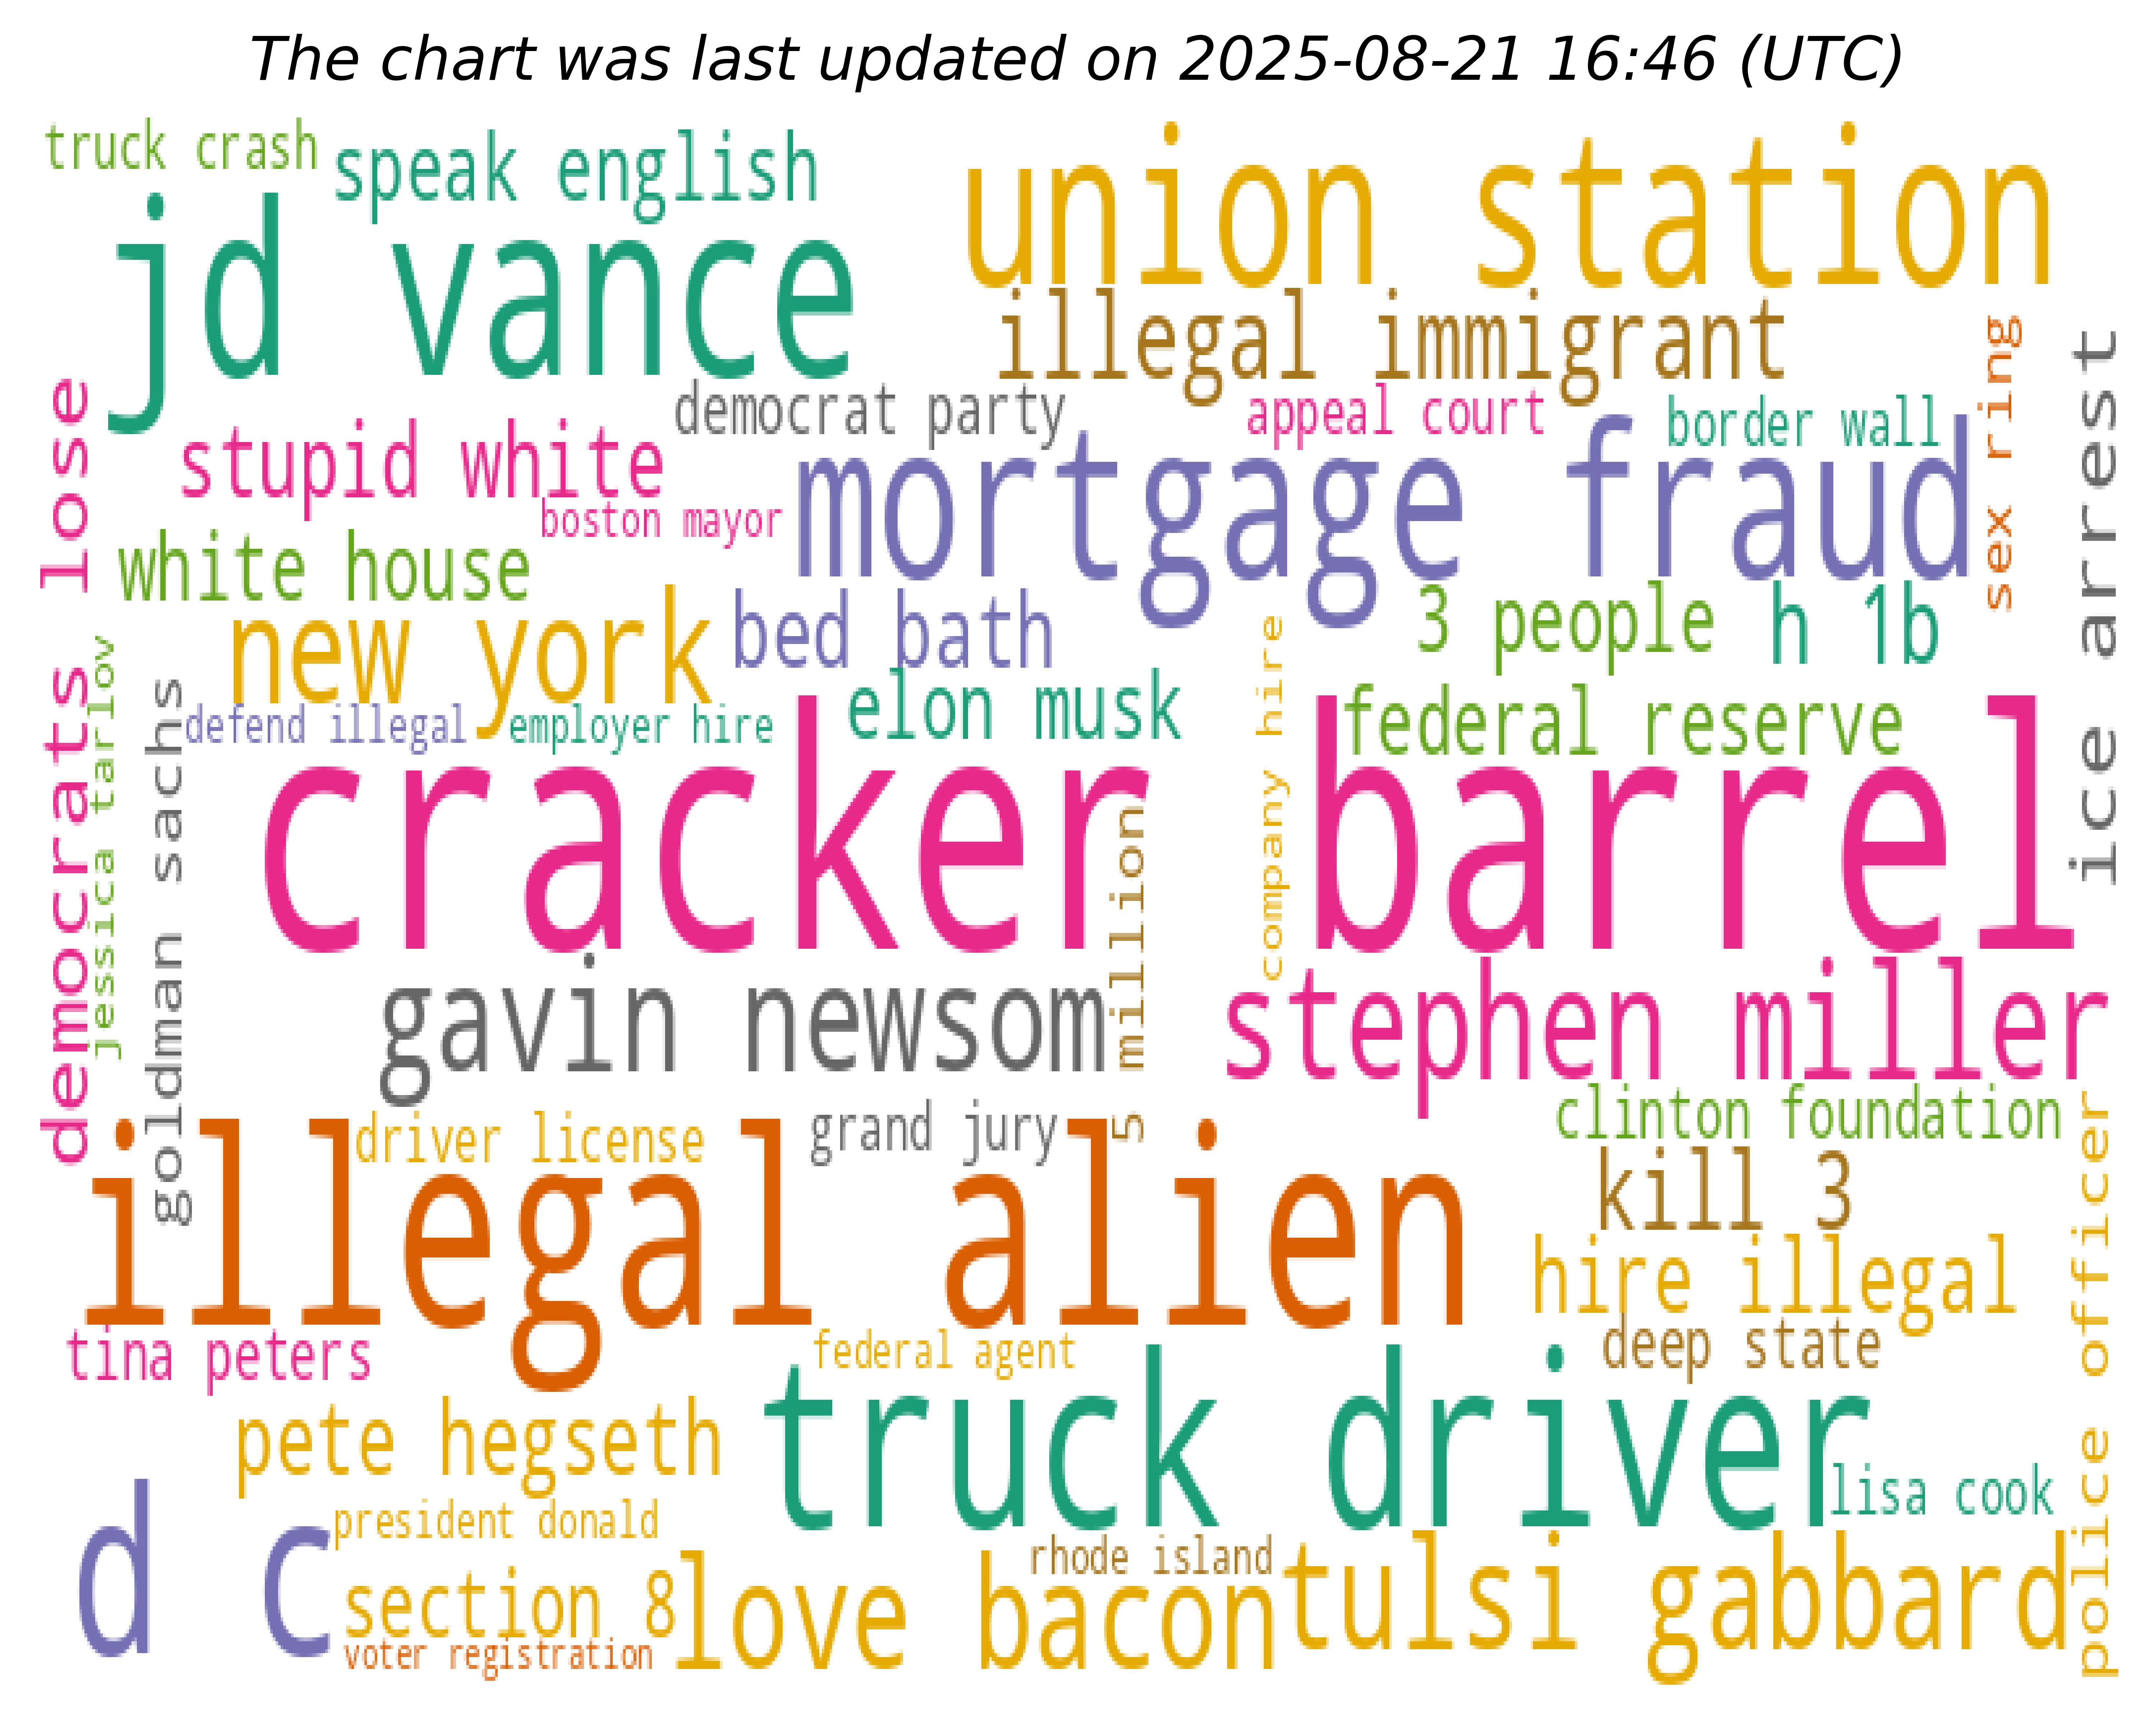 The chart was last updated on 2025-08-21 16:46 (UTC)
truck crash
speak english
union station
jd vance
illegal immigrant
sex ring
ice arrest
democrats lose
democrat party
appeal court
border wall
stupid white
mortgage fraud
boston mayor
white house
new york
bed bath
3 people
h 1b
company hire
jessica tarlov
goldman sachs
defend illegal
employer hire
elon musk
federal reserve
cracker barrel
5 million
gavin newsom
stephen miller
clinton foundation
driver license
grand jury
illegal alien
kill 3
police officer
hire illegal
tina peters
federal agent
deep state
truck driver
pete hegseth
lisa cook
d c
president donald
rhode island
section 8
love bacon
tulsi gabbard
voter registration